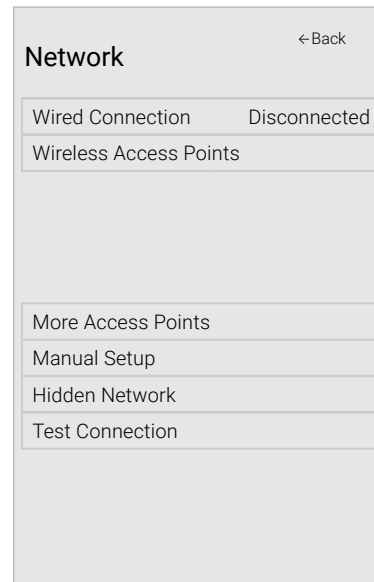 Network
←Back
Wired Connection Disconnected
Wireless Access Points
More Access Points
Manual Setup
Hidden Network
Test Connection